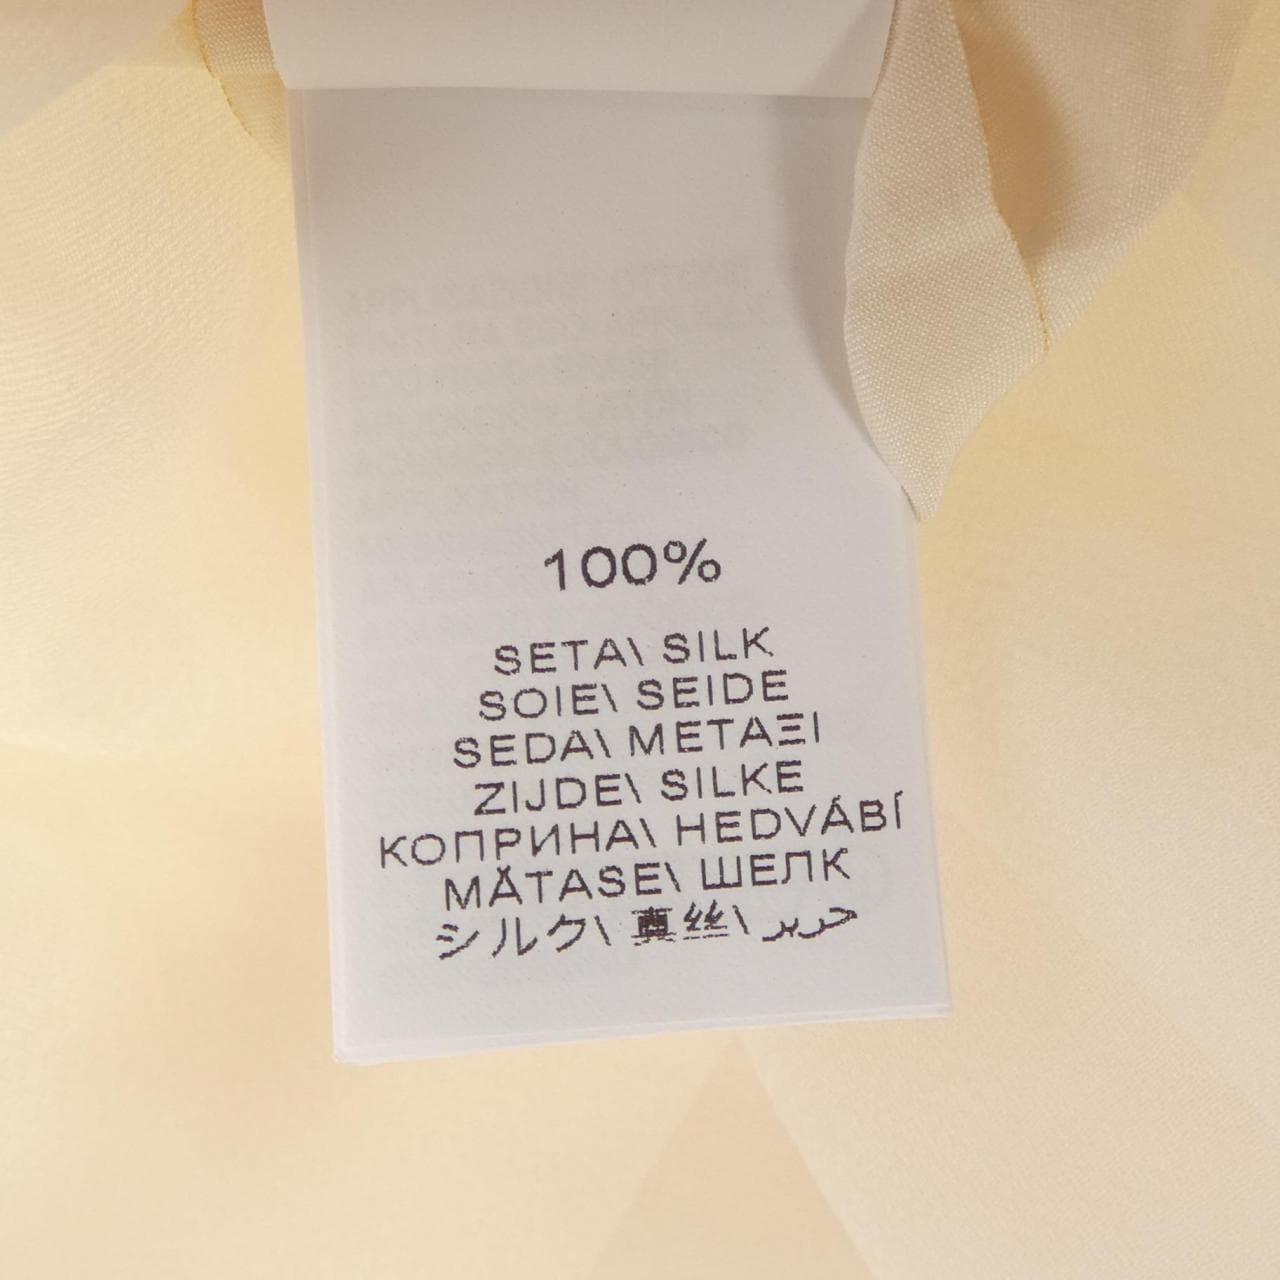 100%
SETA\ SILK
SOIE\ SEIDE
SEDA\ ΜΕΤΑΞΙ
ZIJDE\ SILKE
КОПРИНА\ HEDVÁBÍ
MĂTASE\ ШЕЛК
シルク\ 真丝\ حرير